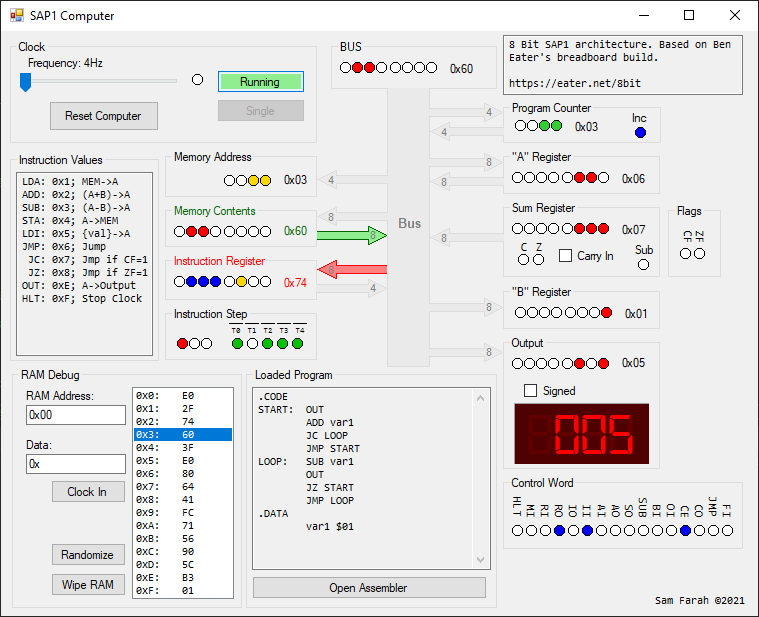 SAP1 Computer
Clock
Frequency: 4Hz
Running
Reset Computer
Single
BUS
0x60
8 Bit SAP1 architecture. Based on Ben
Eater's breadboard build.
https://eater.net/8bit
Program Counter
0x03
Inc
4
4
Instruction Values
LDA: 0x1; MEM->A
ADD: 0x2; (A+B)->A
SUB: 0x3; (A-B)->A
STA: 0x4; A->MEM
LDI: 0x5; {val}->A
JMP: 0x6; Jump
JC: 0x7; Jmp if CF=1
JZ: 0x8; Jmp if ZF=1
OUT: 0xE; A->Output
HLT: 0xF; Stop Clock
Memory Address
0x03
4
Memory Contents
0x60
8
8
Instruction Register
0x74
8
4
Instruction Step
T0 T1 T2 T3 T4
Bus
"A" Register
0x06
8
8
Sum Register
0x07
8
C Z
Carry In
Sub
Flags
CF
ZF
"B" Register
0x01
8
Output
0x05
8
Signed
005
RAM Debug
RAM Address:
0x00
Data:
0x
Clock In
Randomize
Wipe RAM
0x0: E0
0x1: 2F
0x2: 74
0x3: 60
0x4: 3F
0x5: E0
0x6: 80
0x7: 64
0x8: 41
0x9: FC
0xA: 71
0xB: 56
0xC: 90
0xD: 5C
0xE: B3
0xF: 01
Loaded Program
.CODE
START: OUT
ADD var1
JC LOOP
JMP START
LOOP: SUB var1
OUT
JZ START
JMP LOOP
.DATA
var1 $01
Open Assembler
Control Word
HLT MI RI RO IO II AI AO SO SUB BI OI CE CO JMP FI
Sam Farah ©2021